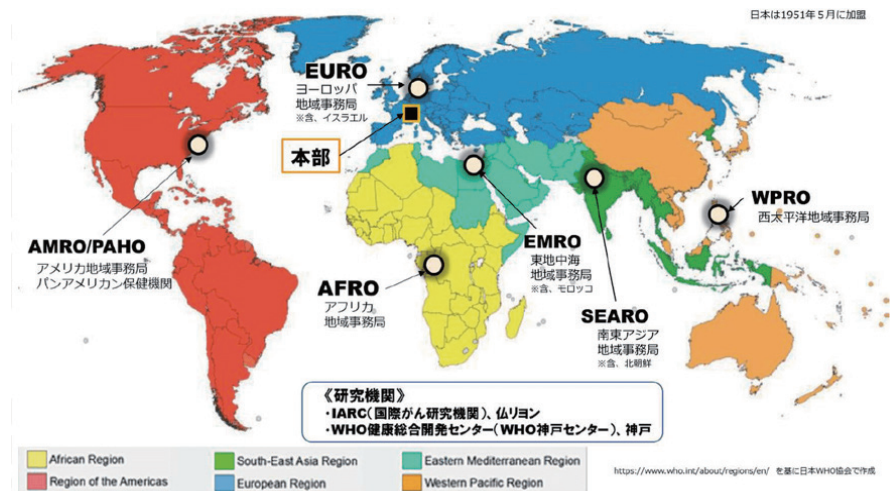 日本は1951年5月に加盟
EURO
ヨーロッパ
地域事務局
※含、イスラエル
本部
AMRO/PAHO
アメリカ地域事務局
パンアメリカン保健機関
AFRO
アフリカ
地域事務局
EMRO
東地中海
地域事務局
※含、モロッコ
SEARO
南東アジア
地域事務局
※含、北朝鮮
WPRO
西太平洋地域事務局
《研究機関》
・IARC(国際がん研究機関)、仏リヨン
・WHO健康総合開発センター(WHO神戸センター)、神戸
African Region
South-East Asia Region
Eastern Mediterranean Region
Region of the Americas
European Region
Western Pacific Region
https://www.who.int/about/regions/en/ を基に日本WHO協会で作成